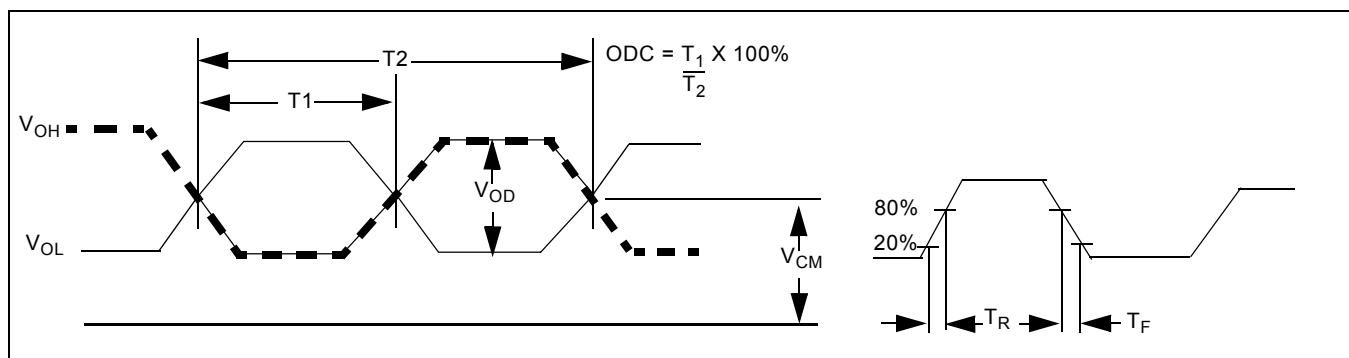 T2
ODC = T1 X 100%
T2
T1
VOH
VOD
VOL
VCM
80%
20%
TR
TF